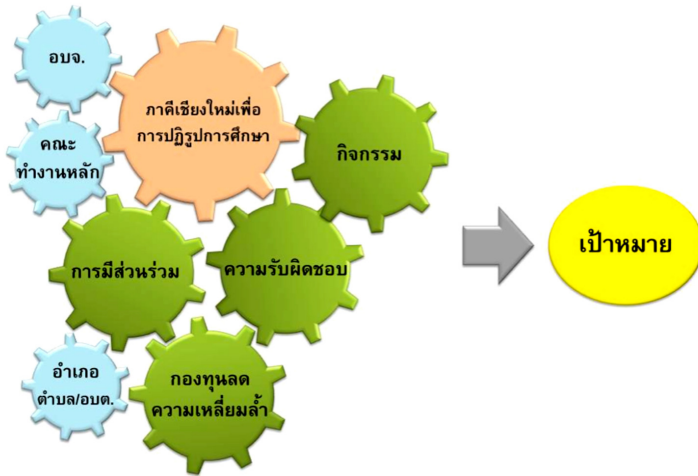 อบจ.
ภาคีเชียงใหม่เพื่อ
การปฏิรูปการศึกษา
คณะ
ทำงานหลัก
กิจกรรม
การมีส่วนร่วม
ความรับผิดชอบ
เป้าหมาย
อำเภอ
ตำบล/อบต.
กองทุนลด
ความเหลี่ยมล้ำ